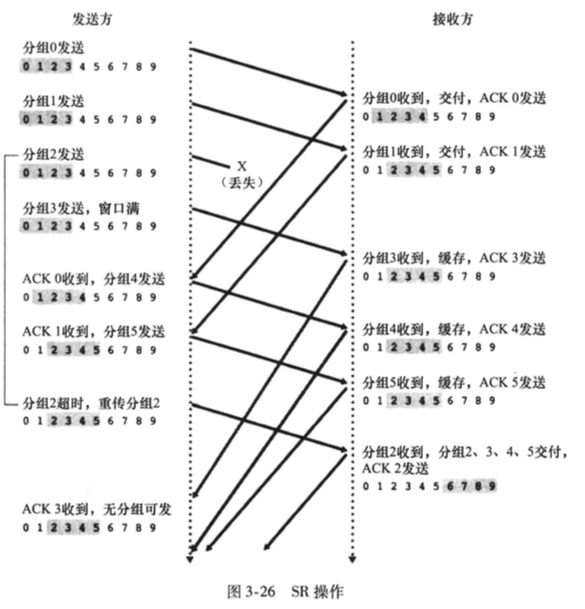 发送方
接收方
分组0发送
0 1 2 3 4 5 6 7 8 9
分组0收到，交付，ACK 0发送
0 1 2 3 4 5 6 7 8 9
分组1发送
0 1 2 3 4 5 6 7 8 9
分组1收到，交付，ACK 1发送
0 1 2 3 4 5 6 7 8 9
分组2发送
0 1 2 3 4 5 6 7 8 9
X
（丢失）
分组3发送，窗口满
0 1 2 3 4 5 6 7 8 9
分组3收到，缓存，ACK 3发送
0 1 2 3 4 5 6 7 8 9
ACK 0收到，分组4发送
0 1 2 3 4 5 6 7 8 9
分组4收到，缓存，ACK 4发送
0 1 2 3 4 5 6 7 8 9
ACK 1收到，分组5发送
0 1 2 3 4 5 6 7 8 9
分组5收到，缓存，ACK 5发送
0 1 2 3 4 5 6 7 8 9
分组2超时，重传分组2
0 1 2 3 4 5 6 7 8 9
分组2收到，分组2、3、4、5交付，
ACK 2发送
0 1 2 3 4 5 6 7 8 9
ACK 3收到，无分组可发
0 1 2 3 4 5 6 7 8 9
图 3-26 SR 操作